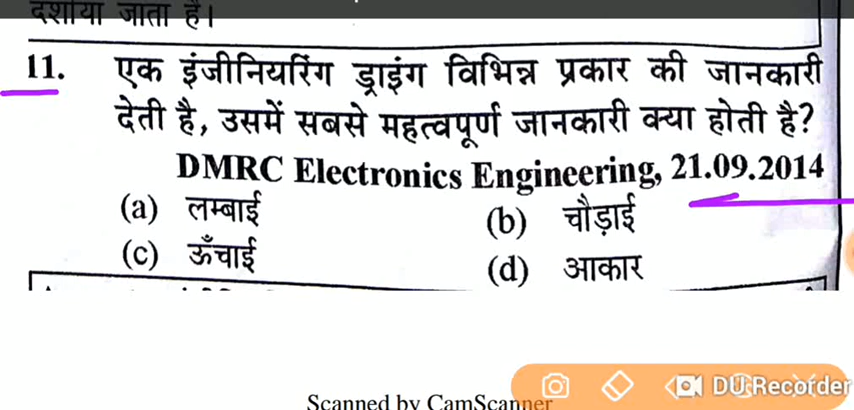 दर्शाया जाता है।
11. एक इंजीनियरिंग ड्राइंग विभिन्न प्रकार की जानकारी
देती है, उसमें सबसे महत्वपूर्ण जानकारी क्या होती है?
DMRC Electronics Engineering, 21.09.2014
(a) लम्बाई (b) चौड़ाई
(c) ऊँचाई (d) आकार
DU Recorder
Scanned by CamScanner